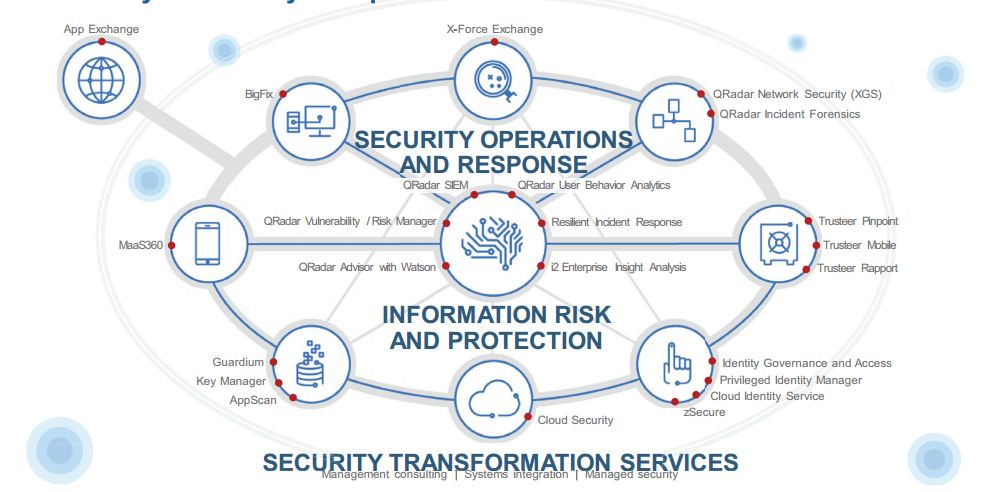 App Exchange
X-Force Exchange
BigFix
QRadar Network Security (XGS)
QRadar Incident Forensics
SECURITY OPERATIONS
AND RESPONSE
QRadar SIEM
QRadar User Behavior Analytics
QRadar Vulnerability / Risk Manager
Resilient Incident Response
Trusteer Pinpoint
MaaS360
Trusteer Mobile
QRadar Advisor with Watson
i2 Enterprise Insight Analysis
Trusteer Rapport
INFORMATION RISK
AND PROTECTION
Guardium
Identity Governance and Access
Key Manager
Privileged Identity Manager
AppScan
Cloud Identity Service
zSecure
Cloud Security
SECURITY TRANSFORMATION SERVICES
Management consulting | Systems integration | Managed security